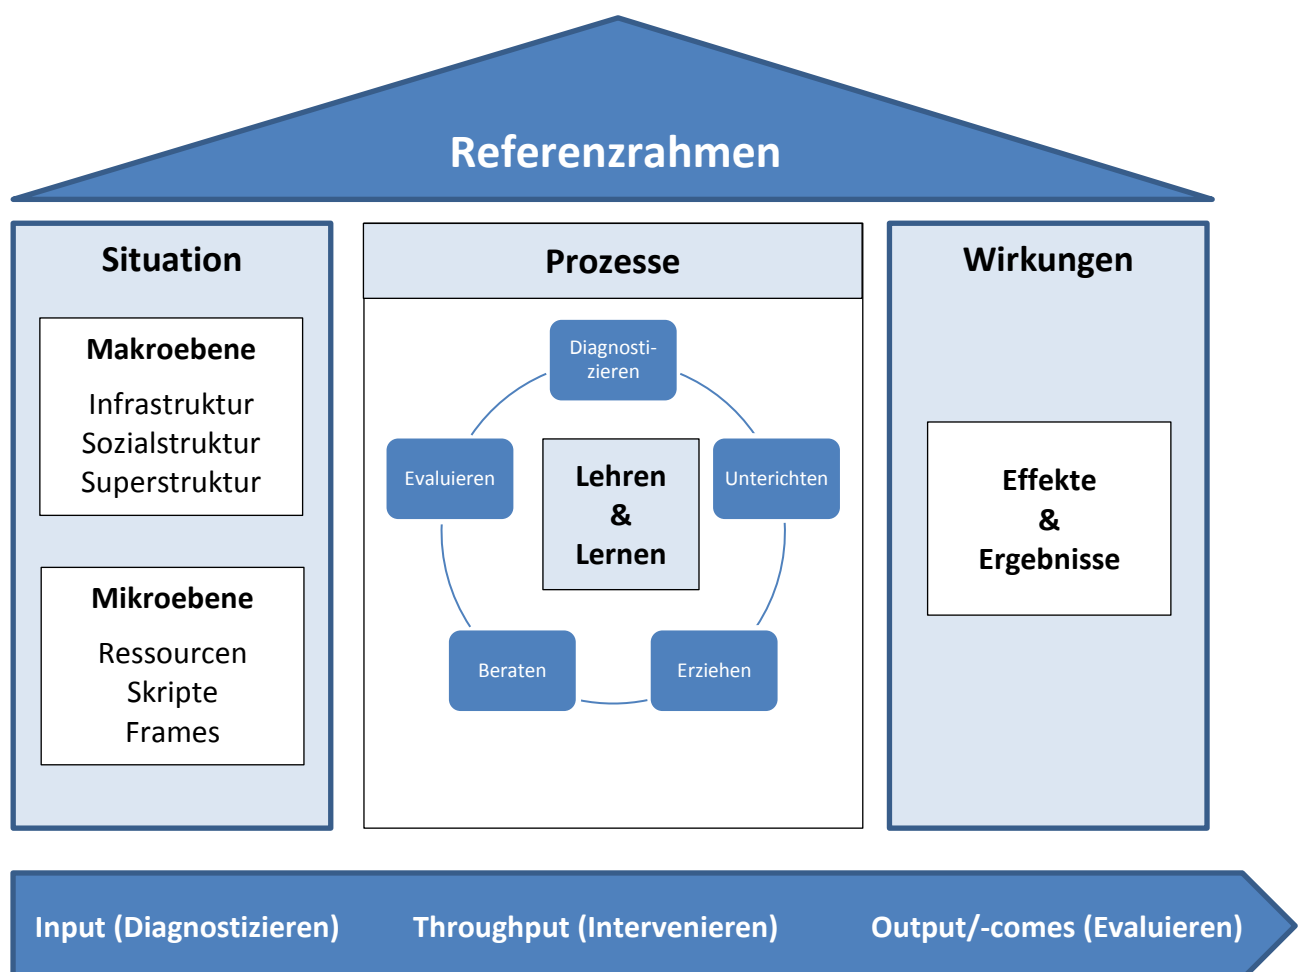 Referenzrahmen
Situation
Makroebene
Infrastruktur
Sozialstruktur
Superstruktur
Mikroebene
Ressourcen
Skripte
Frames
Prozesse
Diagnosti-
zieren
Unterichten
Erziehen
Beraten
Evaluieren
Lehren
&
Lernen
Wirkungen
Effekte
&
Ergebnisse
Input (Diagnostizieren)
Throughput (Intervenieren)
Output/-comes (Evaluieren)